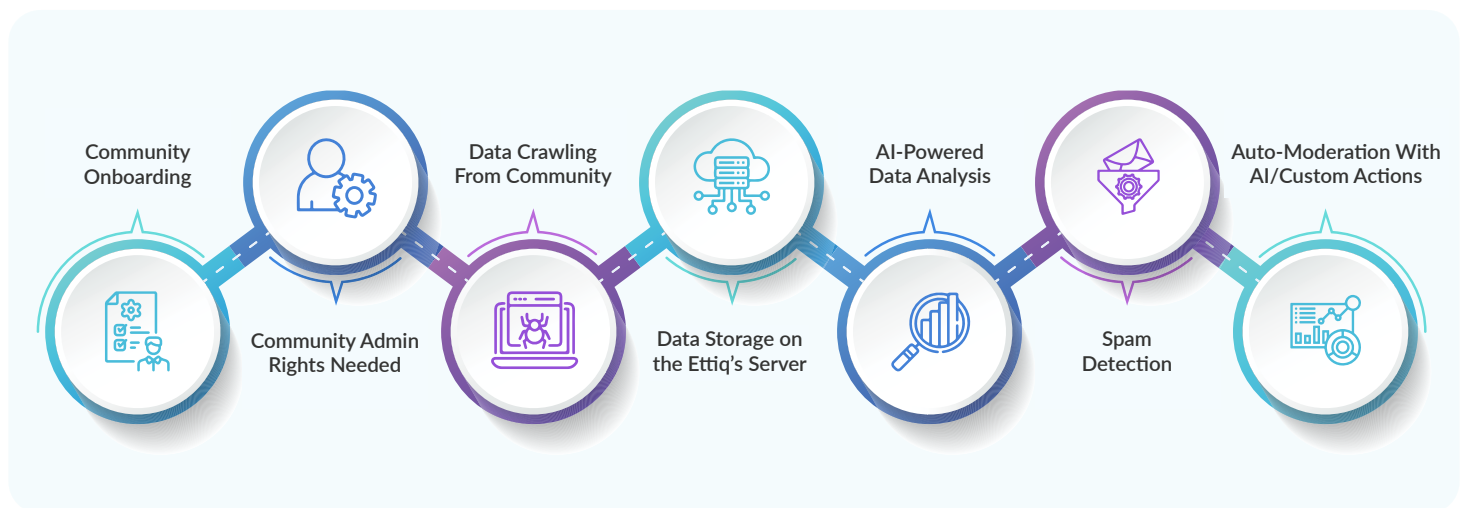 Community
Onboarding
Community Admin
Rights Needed
Data Crawling
From Community
Data Storage on
the Ettiq's Server
AI-Powered
Data Analysis
Spam
Detection
Auto-Moderation With
AI/Custom Actions